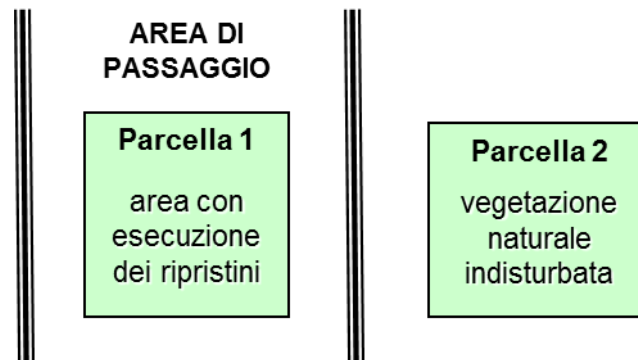 AREA DI
PASSAGGIO
Parcella 1
area con
esecuzione
dei ripristini
Parcella 2
vegetazione
naturale
indisturbata